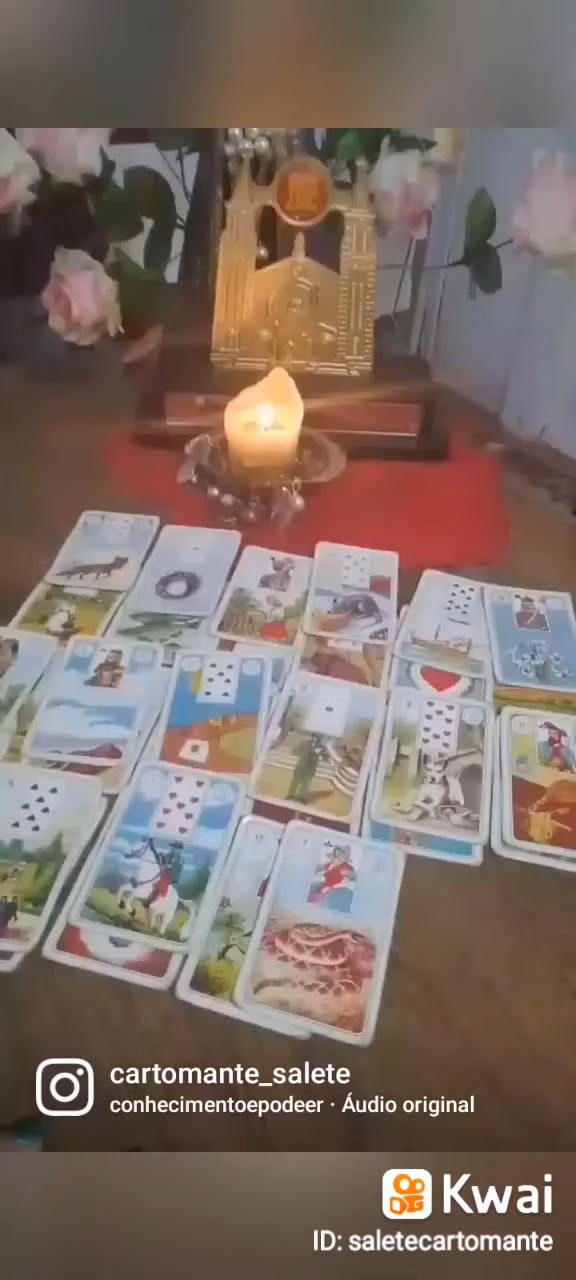 cartomante_salete
conhecimentoepodeer · Áudio original
Kwai
ID: saletecartomante